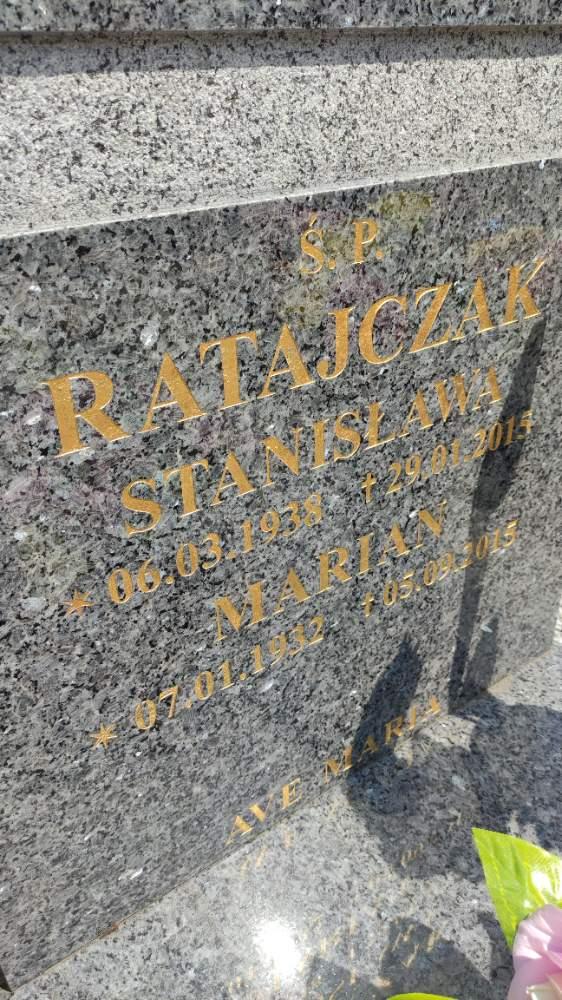 Ś. P.
RATAJCZAK
STANISŁAWA
* 06.03.1938 † 29.01.2015
MARIAN
* 07.01.1932 † 05.09.2015
AVE MARIA